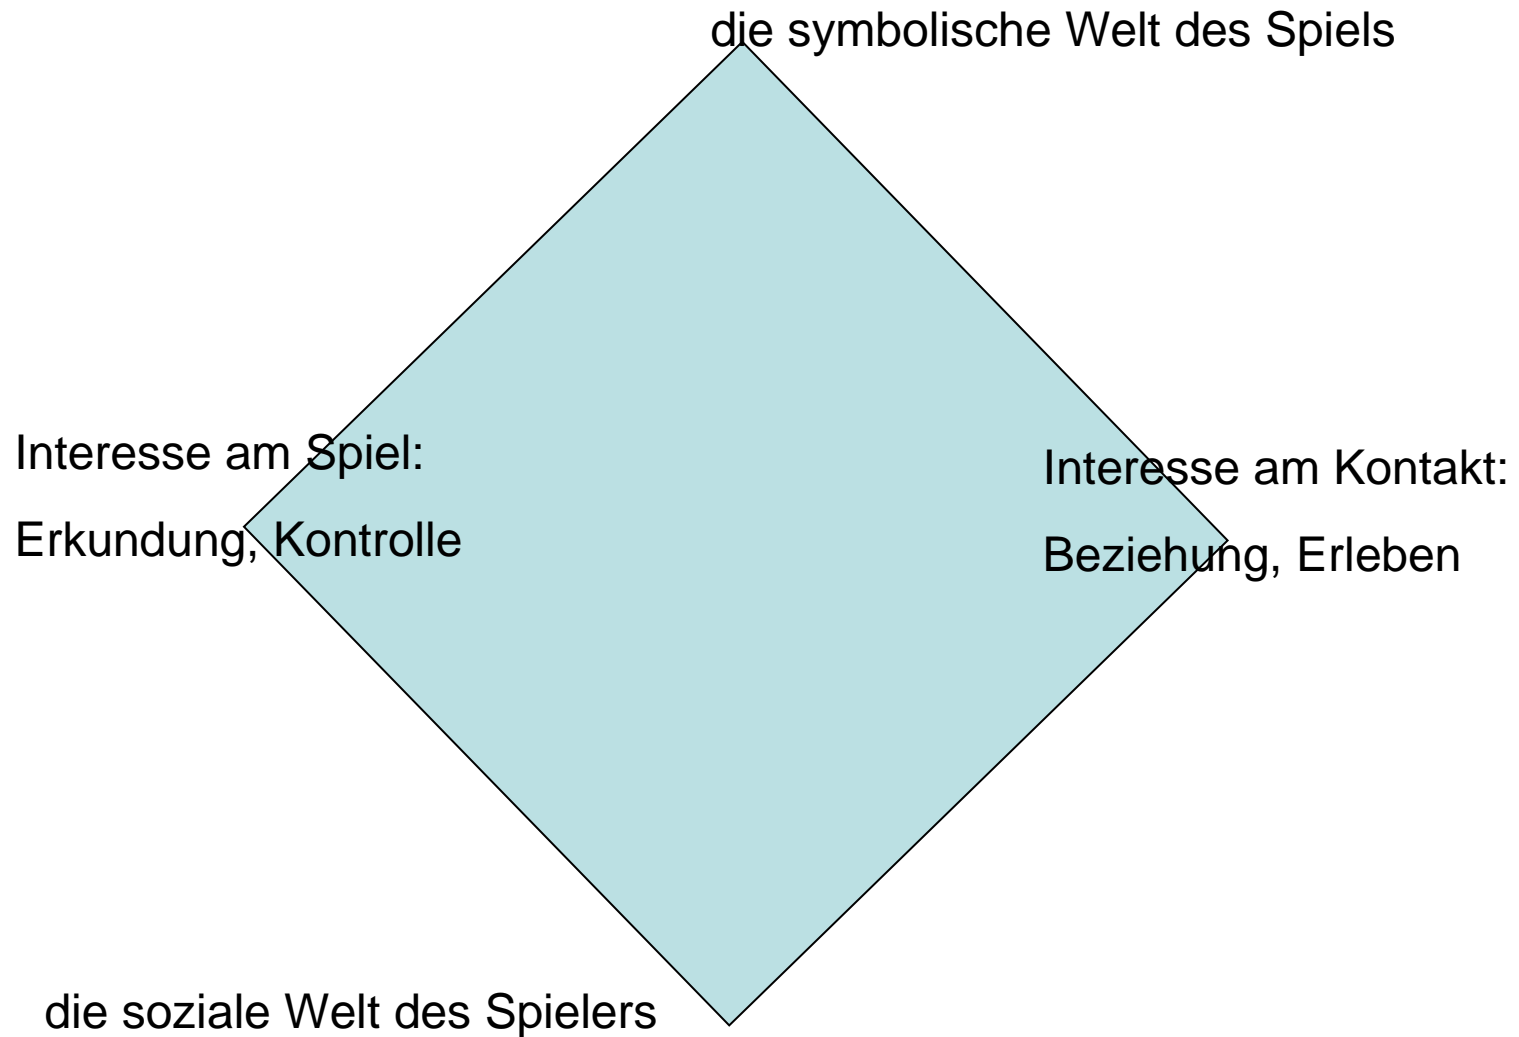 die symbolische Welt des Spiels
Interesse am Spiel:
Erkundung, Kontrolle
Interesse am Kontakt:
Beziehung, Erleben
die soziale Welt des Spielers